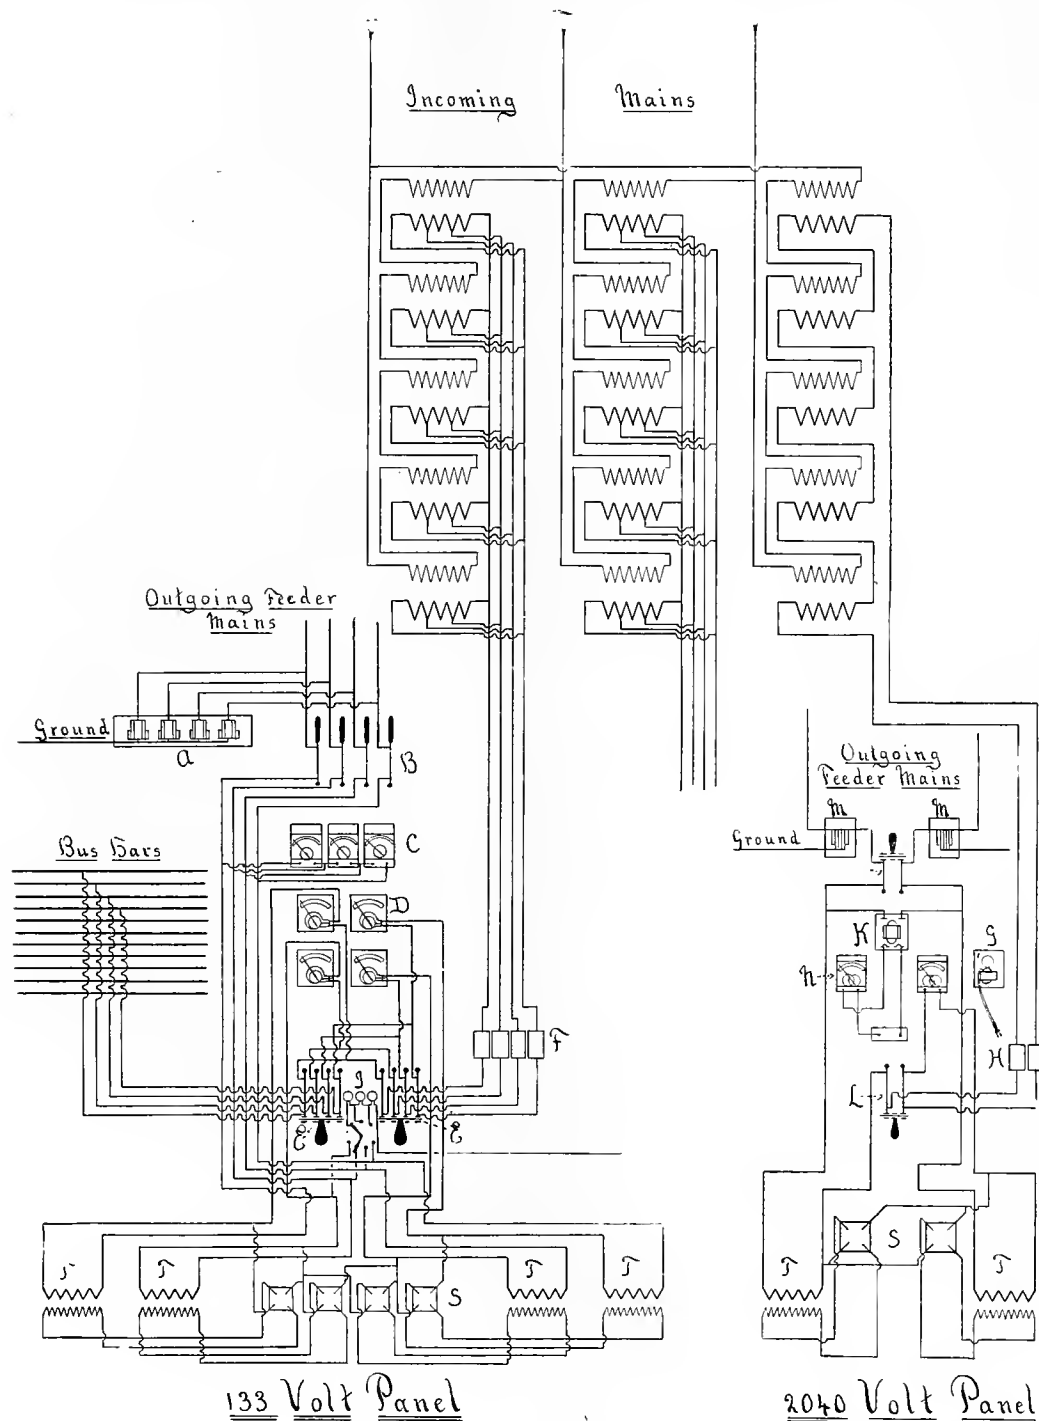 Incoming Mains
Outgoing Feeder
Mains
Ground
a
B
Outgoing
Feeder Mains
M M
Ground
Bus Bars
C
D
K
G
N
F
H
J
L
E E
T T S T T
T S T
133 Volt Panel
2040 Volt Panel